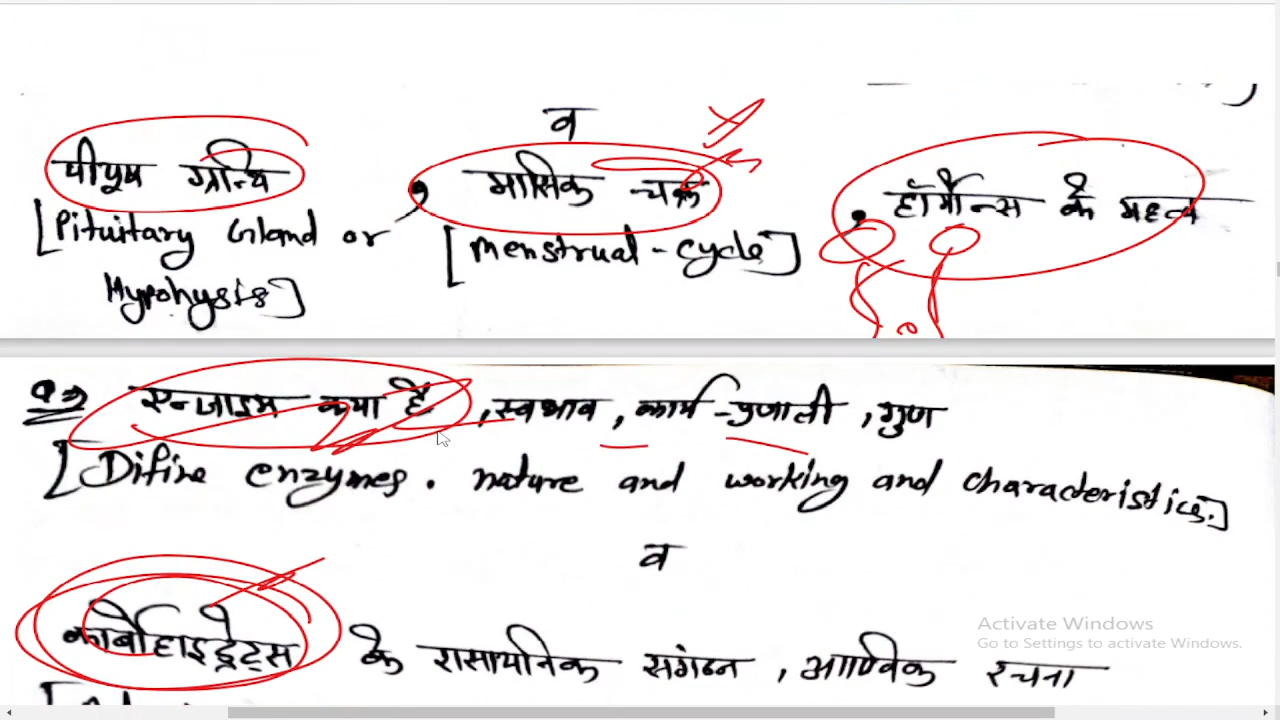 व
पीयूष ग्रन्थि , मासिक चक्र , हॉर्मोन्स के महत्व
[Pituitary Gland or [menstrual-cycle]
Hypohysis]
एन्जाइम क्या है , स्वभाव , कार्य-प्रणाली , गुण
[Difine enzymes. nature and working and characteristics.]
व
कार्बोहाइड्रेट्स के रासायनिक संगठन , आण्विक रचना
Activate Windows
Go to Settings to activate Windows.